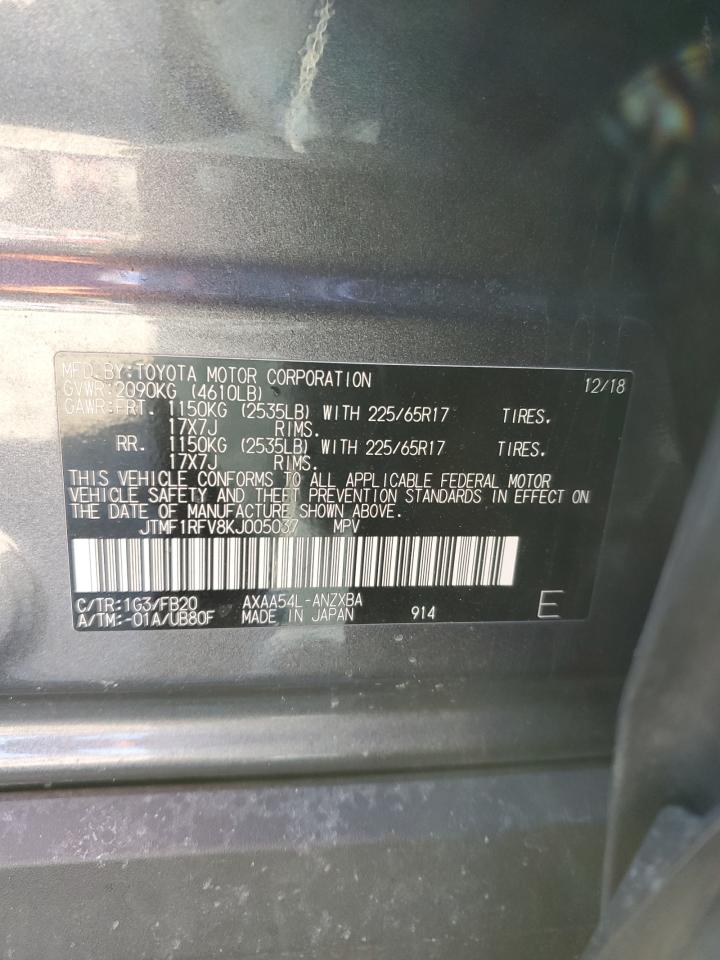 MFD.BY:TOYOTA MOTOR CORPORATION 12/18
GVWR:2090KG (4610LB)
GAWR:FRT. 1150KG (2535LB) WITH 225/65R17 TIRES.
17X7J RIMS.
RR. 1150KG (2535LB) WITH 225/65R17 TIRES.
17X7J RIMS.
THIS VEHICLE CONFORMS TO ALL APPLICABLE FEDERAL MOTOR
VEHICLE SAFETY AND THEFT PREVENTION STANDARDS IN EFFECT ON
THE DATE OF MANUFACTURE SHOWN ABOVE.
JTMF1RFV8KJ005037 MPV
C/TR:1G3/FB20 AXAA54L-ANZXBA
A/TM:-01A/UB80F MADE IN JAPAN 914 E